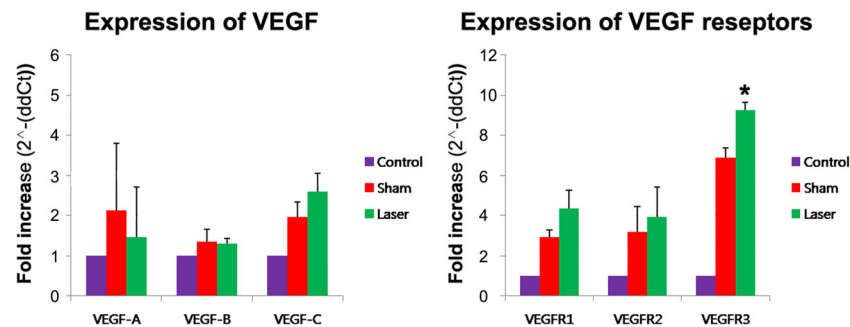 Expression of VEGF
Fold increase (2^-(ddCt))
6
5
4
3
2
1
0
VEGF-A VEGF-B VEGF-C
Control
Sham
Laser
Expression of VEGF reseptors
Fold increase (2^-(ddCt))
12
10
8
6
4
2
0
*
VEGFR1 VEGFR2 VEGFR3
Control
Sham
Laser